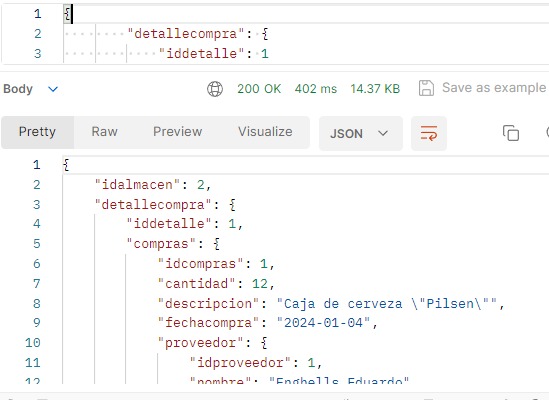 1 {
2 "detallecompra": {
3 "iddetalle": 1
Body 200 OK 402 ms 14.37 KB Save as example
Pretty Raw Preview Visualize JSON
1 {
2 "idalmacen": 2,
3 "detallecompra": {
4 "iddetalle": 1,
5 "compras": {
6 "idcompras": 1,
7 "cantidad": 12,
8 "descripcion": "Caja de cerveza \"Pilsen\"",
9 "fechacompra": "2024-01-04",
10 "proveedor": {
11 "idproveedor": 1,
12 "nombre": "Enghells Eduardo"